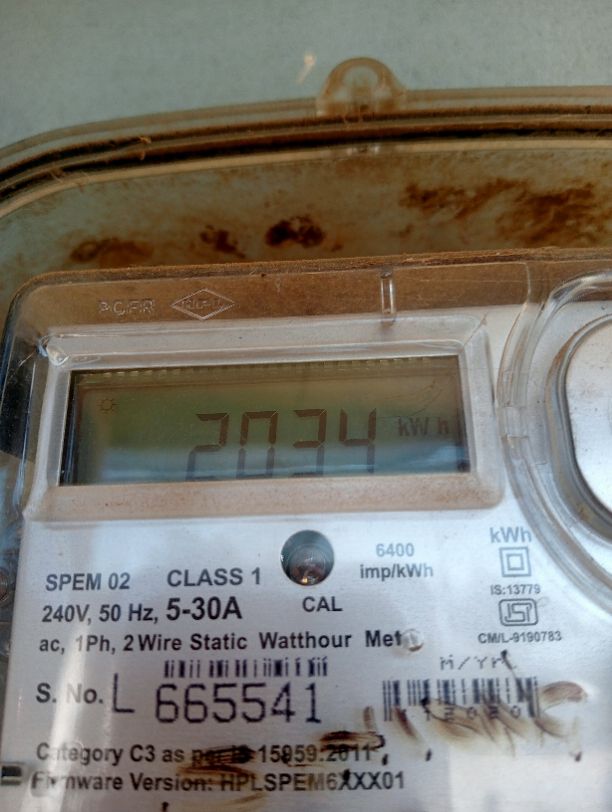 2034 kWh
6400
imp/kWh
kWh
SPEM 02 CLASS 1
CAL
IS:13779
240V, 50 Hz, 5-30A
CM/L-9190783
ac, 1Ph, 2 Wire Static Watthour
S. No. L 665541
Category C3 as per IS 15959:2011
Firmware Version: HPLSPEM6XXX01